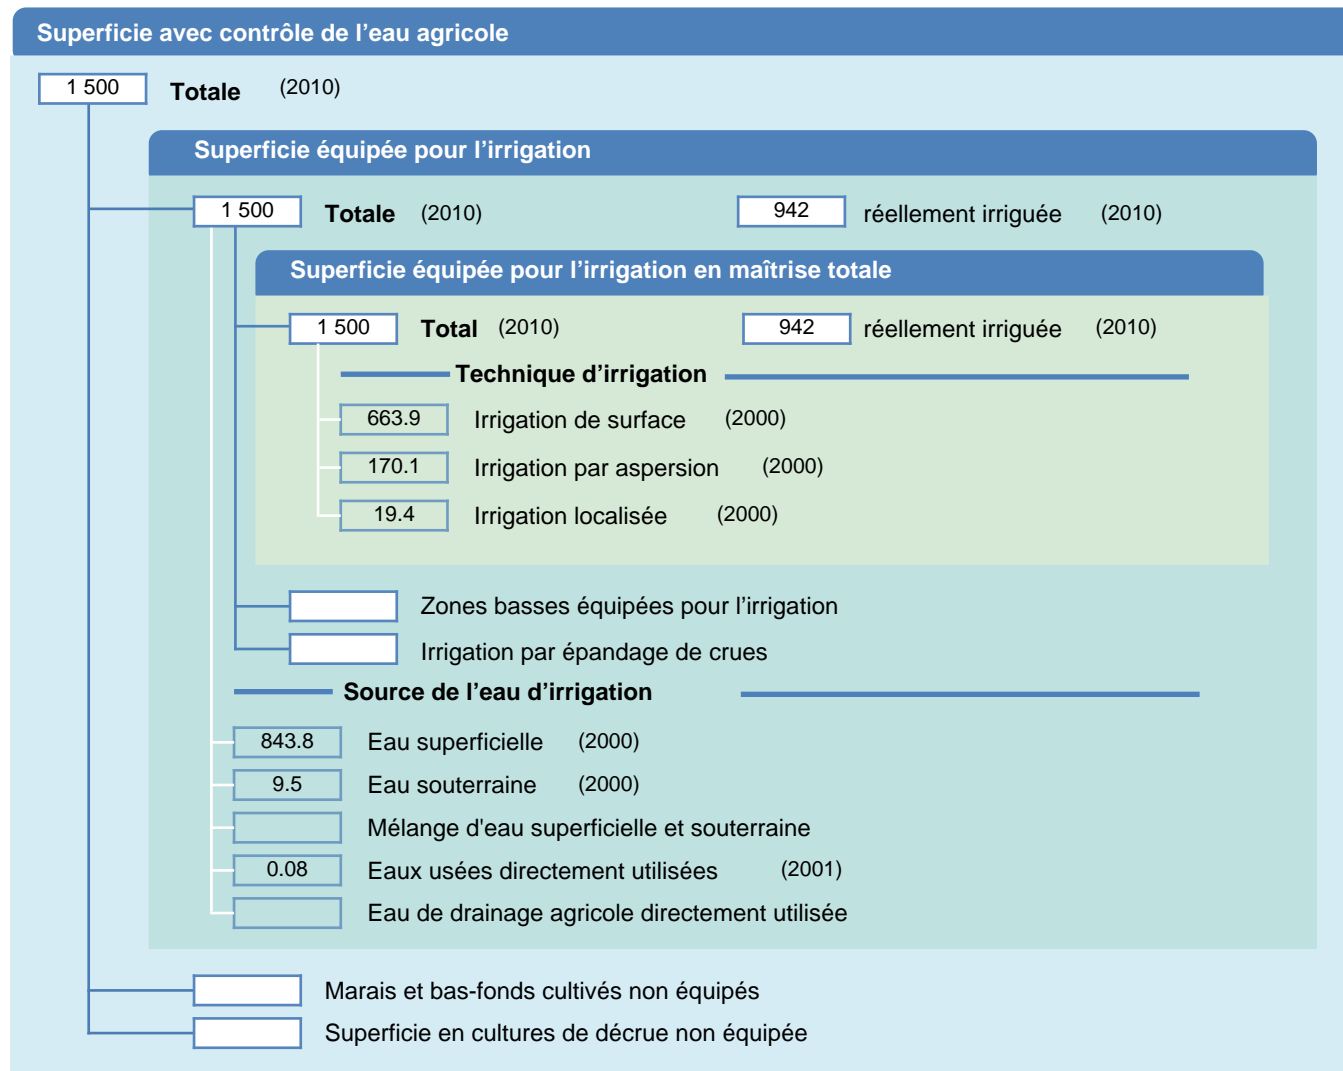 Superficie avec contrôle de l'eau agricole
1 500 Totale (2010)
Superficie équipée pour l'irrigation
1 500 Totale (2010) 942 réellement irriguée (2010)
Superficie équipée pour l'irrigation en maîtrise totale
1 500 Total (2010) 942 réellement irriguée (2010)
Technique d'irrigation
663.9 Irrigation de surface (2000)
170.1 Irrigation par aspersion (2000)
19.4 Irrigation localisée (2000)
Zones basses équipées pour l'irrigation
Irrigation par épandage de crues
Source de l'eau d'irrigation
843.8 Eau superficielle (2000)
9.5 Eau souterraine (2000)
Mélange d'eau superficielle et souterraine
0.08 Eaux usées directement utilisées (2001)
Eau de drainage agricole directement utilisée
Marais et bas-fonds cultivés non équipés
Superficie en cultures de décrue non équipée